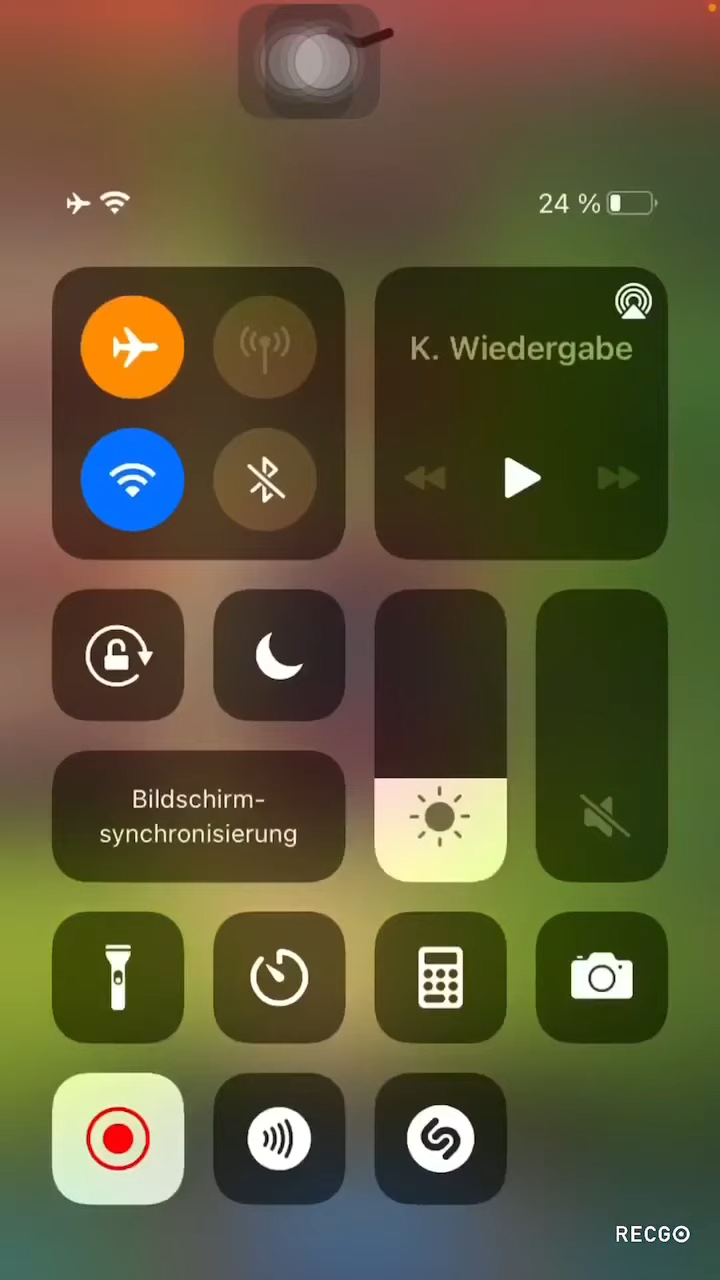 24 %
K. Wiedergabe
Bildschirm-
synchronisierung
RECGO